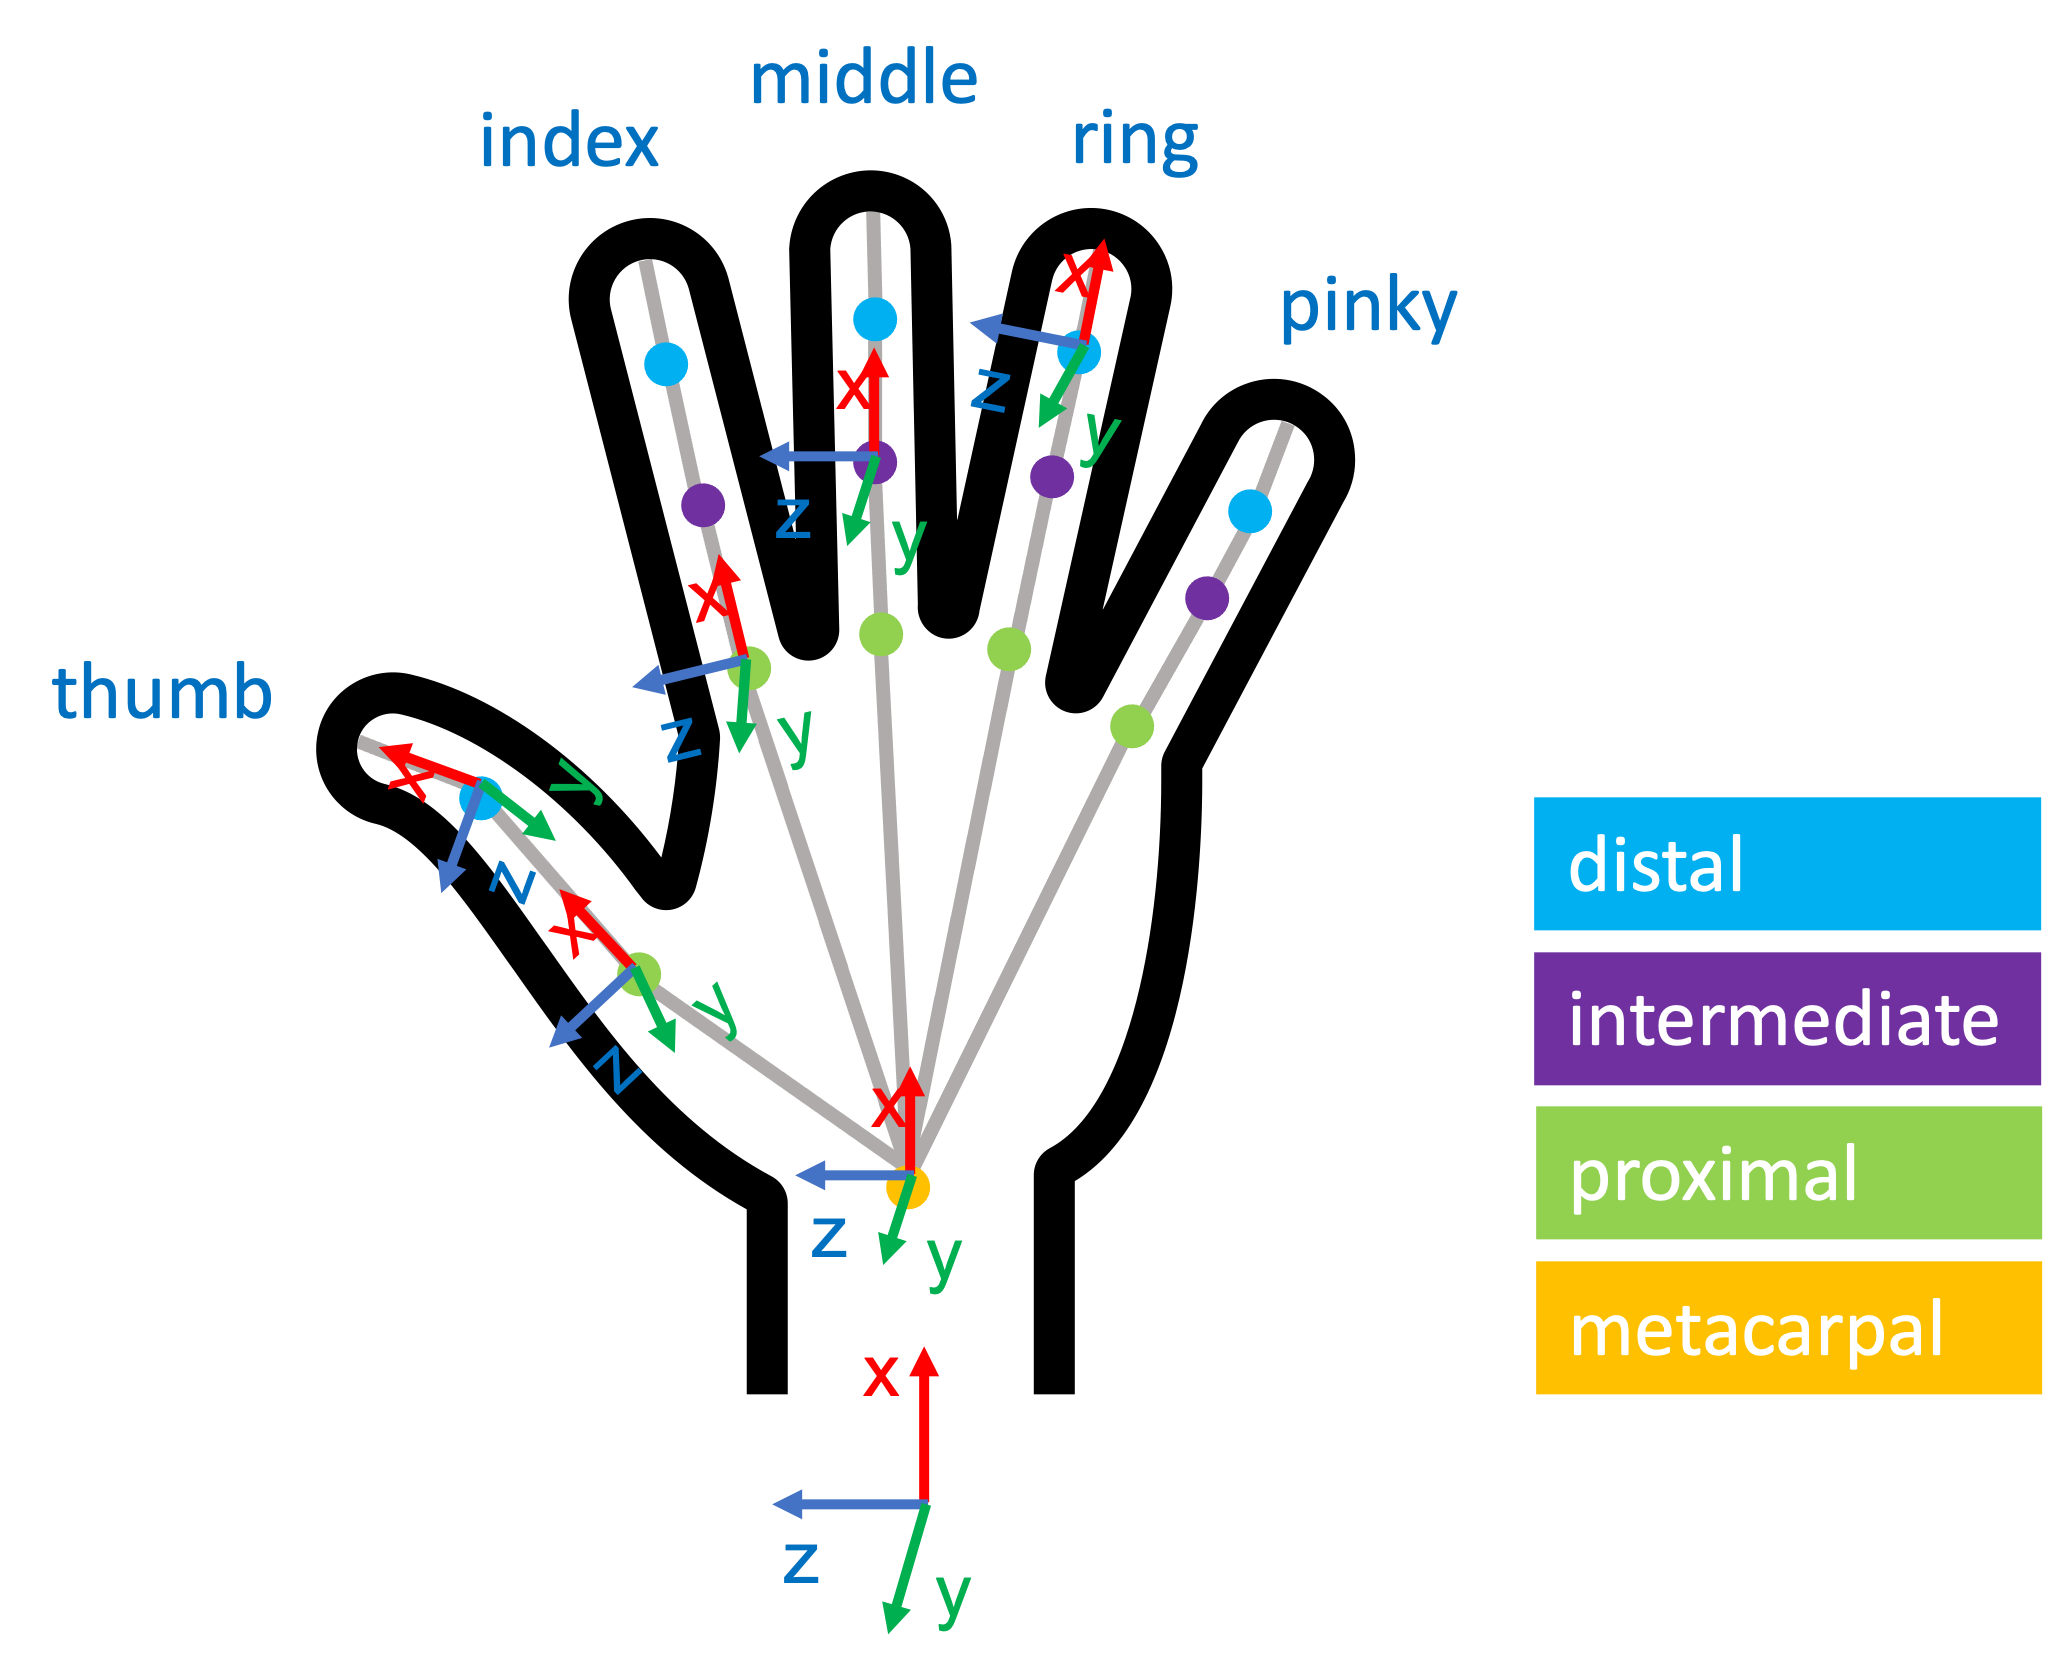 middle
index
ring
pinky
x
z
y
x
z
y
x
z
y
thumb
x
y
z
x
y
z
x
z
y
x
z
y
distal
intermediate
proximal
metacarpal